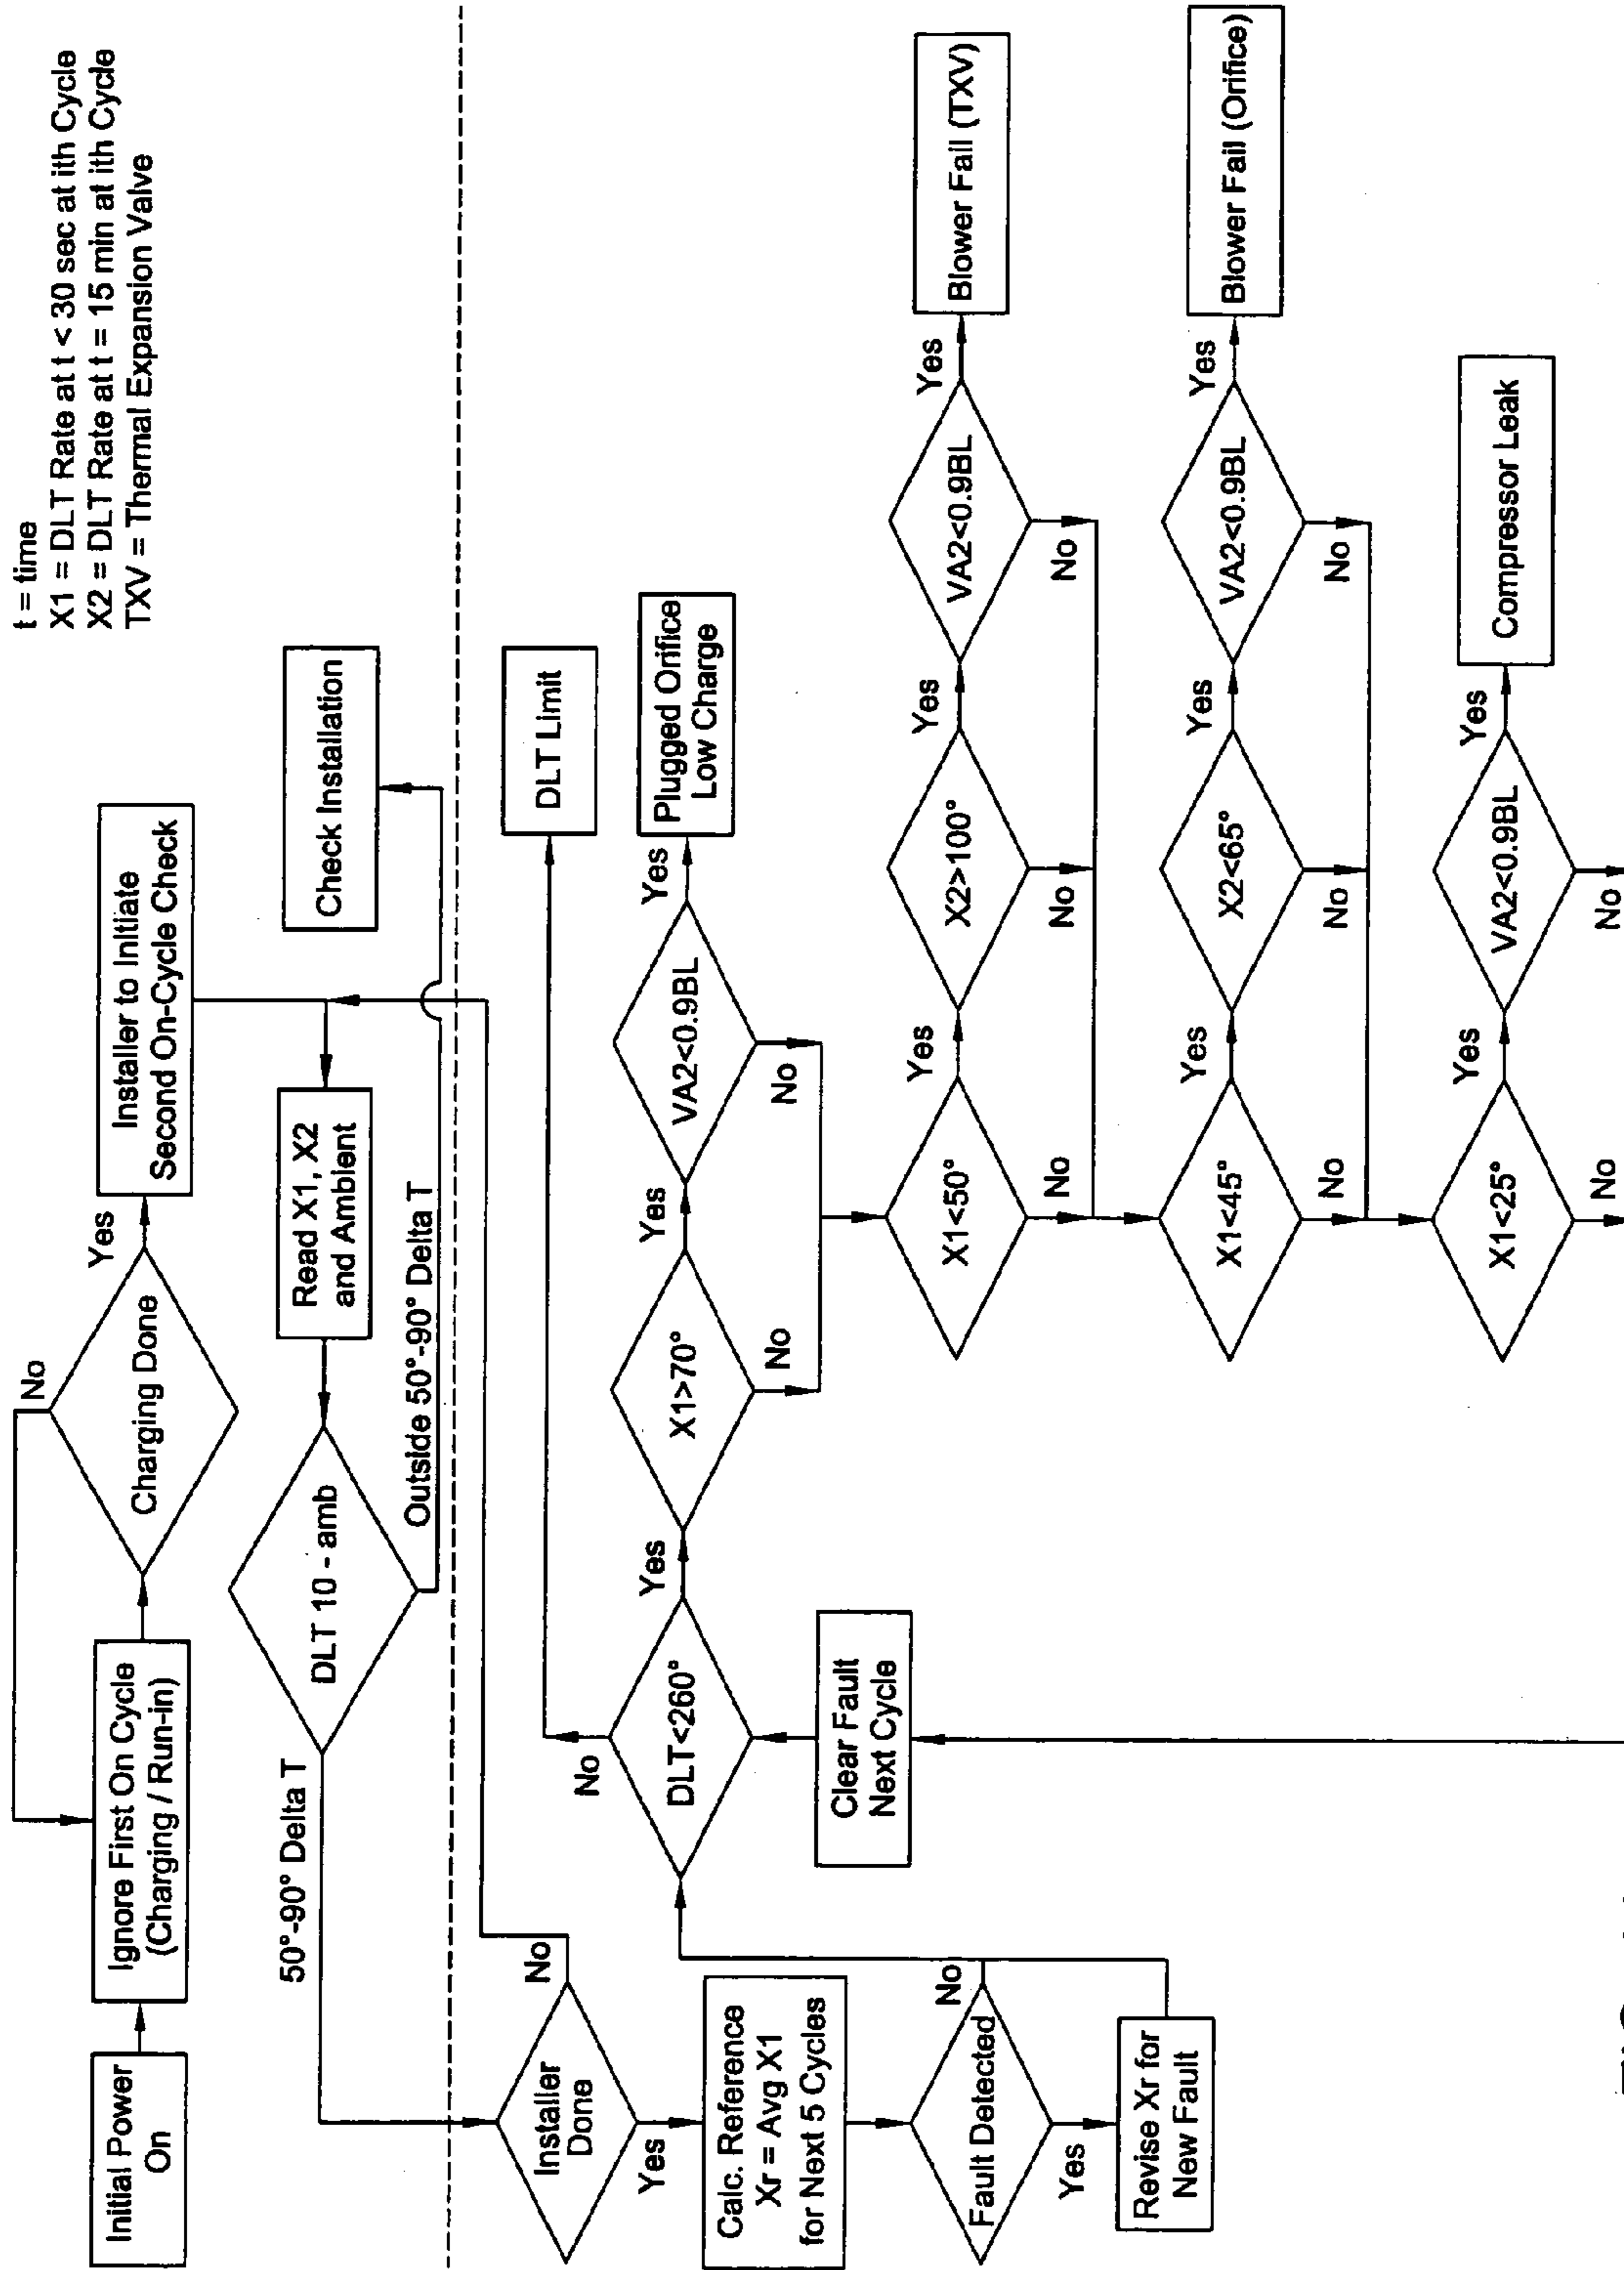 t = time
X1 = DLT Rate at t < 30 sec at ith Cycle
X2 = DLT Rate at t = 15 min at ith Cycle
TXV = Thermal Expansion Valve
Initial Power
On
Ignore First On Cycle
(Charging / Run-in)
No
Charging Done
Yes
Installer to Initiate
Second On-Cycle Check
50°-90° Delta T
DLT 10 - amb
Read X1, X2
and Ambient
Outside 50°-90° Delta T
Check Installation
Installer
Done
No
Yes
Calc. Reference
Xr = Avg X1
for Next 5 Cycles
Fault Detected
No
Yes
Revise Xr for
New Fault
No
DLT<260°
Yes
DLT Limit
Clear Fault
Next Cycle
X1>70°
Yes
No
VA2<0.9BL
Yes
No
Plugged Orifice
Low Charge
X1<50°
Yes
No
X2>100°
Yes
No
VA2<0.9BL
Yes
No
Blower Fail (TXV)
X1<45°
Yes
No
X2<65°
Yes
No
VA2<0.9BL
Yes
No
Blower Fail (Orifice)
X1<25°
Yes
No
VA2<0.9BL
Yes
No
Compressor Leak